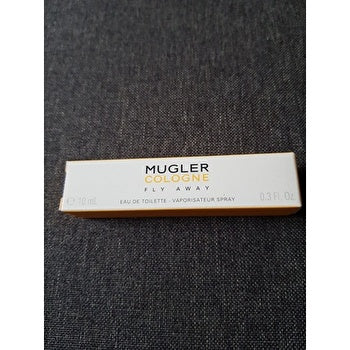 MUGLER
COLOGNE
FLY AWAY
℮ 10 mL EAU DE TOILETTE - VAPORISATEUR SPRAY 0.3 Fl. Oz